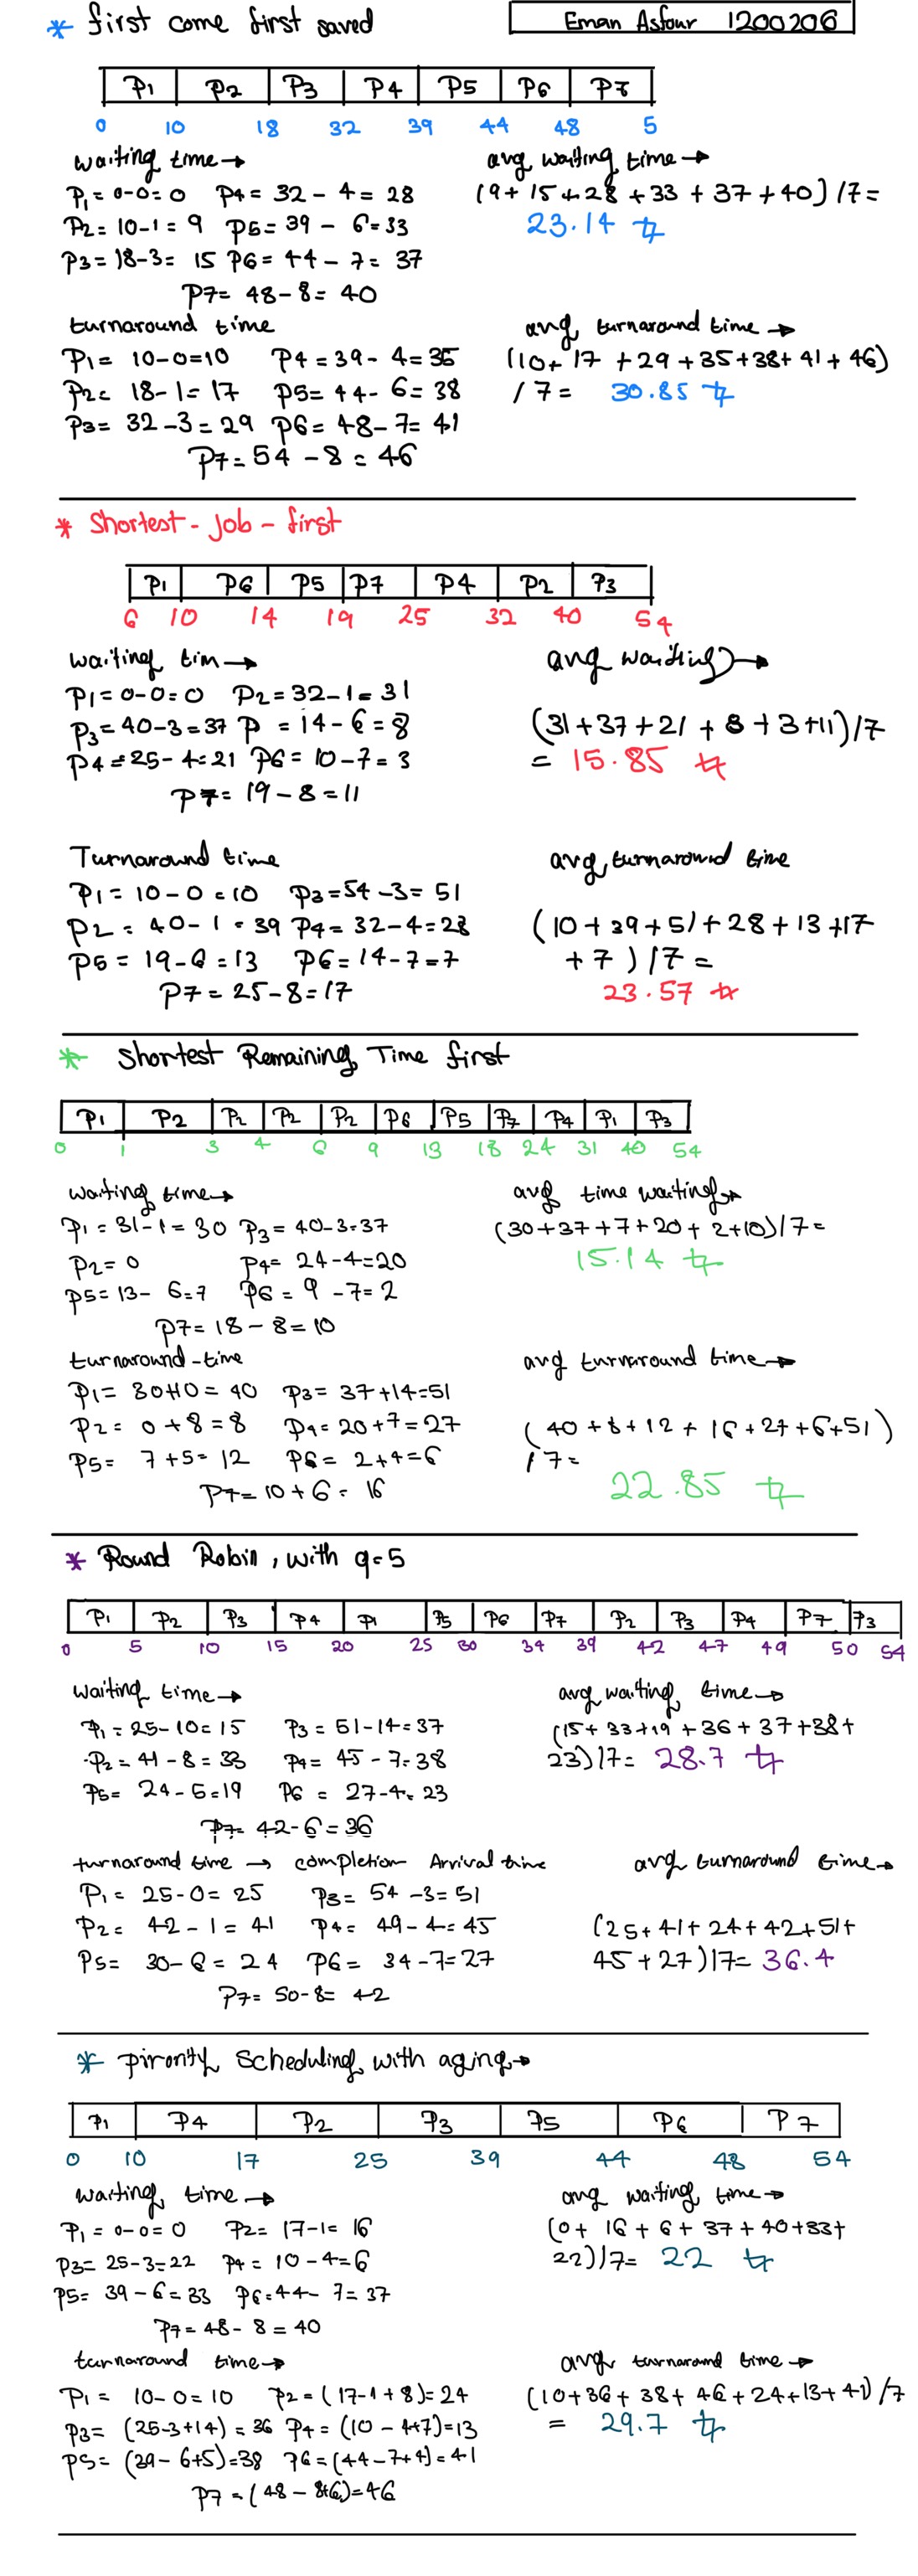 * first come first saved
Eman Asfour 1200206
P1 P2 P3 P4 P5 P6 P7
0 10 18 32 39 44 48 5
waiting time→ avg waiting time→
P1=0-0=0 P4=32-4=28 (9+15+28+33+37+40)/7=
P2=10-1=9 P5=39-6=33 23.14 #
P3=18-3=15 P6=44-7=37
P7=48-8=40
turnaround time avg turnaround time→
P1=10-0=10 P4=39-4=35 (10+17+29+35+38+41+46)
P2=18-1=17 P5=44-6=38 /7= 30.85 #
P3=32-3=29 P6=48-7=41
P7=54-8=46
* Shortest-job-first
P1 P6 P5 P7 P4 P2 P3
6 10 14 19 25 32 40 54
waiting tim→ avg waiting→
P1=0-0=0 P2=32-1=31
P3=40-3=37 P =14-6=8 (31+37+21+8+3+11)/7
P4=25-4=21 P6=10-7=3 = 15.85 #
P7=19-8=11
Turnaround time avg turnaround time
P1=10-0=10 P3=54-3=51
P2=40-1=39 P4=32-4=28 (10+39+51+28+13+17
P5=19-6=13 P6=14-7=7 +7)/7=
P7=25-8=17 23.57 #
* Shortest Remaining Time first
P1 P2 P2 P2 P2 P6 P5 P7 P4 P1 P3
0 1 3 4 6 9 13 18 24 31 40 54
waiting time→ avg time waiting→
P1=31-1=30 P3=40-3=37 (30+37+7+20+2+10)/7=
P2=0 P4=24-4=20 15.14 #
P5=13-6=7 P6=9-7=2
P7=18-8=10
turnaround-time avg turnaround time→
P1=30+10=40 P3=37+14=51
P2=0+8=8 P4=20+7=27 (40+8+12+16+27+6+51)
P5=7+5=12 P6=2+4=6 /7=
P7=10+6=16 22.85 #
* Round Robin, with q=5
P1 P2 P3 P4 P1 P5 P6 P7 P2 P3 P4 P7 P3
0 5 10 15 20 25 30 34 39 42 47 49 50 54
waiting time→ avg waiting time→
P1=25-10=15 P3=51-14=37 (15+33+19+36+37+38+
P2=41-8=33 P4=45-7=38 23)/7= 28.7 #
P5=24-5=19 P6=27-4=23
P7=42-6=36
turnaround time → completion Arrival time avg turnaround time→
P1=25-0=25 P3=54-3=51
P2=42-1=41 P4=49-4=45 (25+41+24+42+51+
P5=30-6=24 P6=34-7=27 45+27)/7= 36.4
P7=50-8=42
* pironity scheduling with aging→
P1 P4 P2 P3 P5 P6 P7
0 10 17 25 39 44 48 54
waiting time→ avg waiting time→
P1=0-0=0 P2=17-1=16 (0+16+6+37+40+33+
P3=25-3=22 P4=10-4=6 22)/7= 22 #
P5=39-6=33 P6=44-7=37
P7=48-8=40
turnaround time→ avg turnaround time→
P1=10-0=10 P2=(17-1+8)=24 (10+36+38+46+24+13+41)/7
P3=(25-3+14)=36 P4=(10-4+7)=13 = 29.7 #
P5=(39-6+5)=38 P6=(44-7+4)=41
P7=(48-8+6)=46